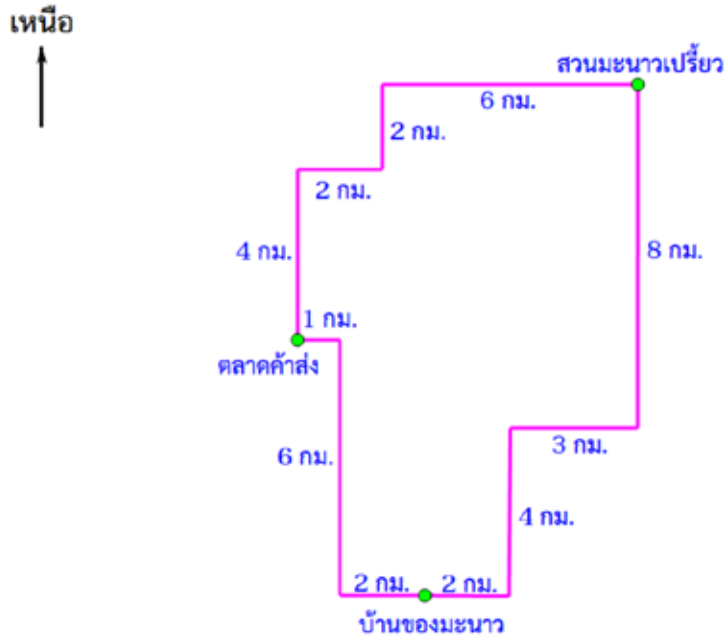 เหนือ
สวนมะนาวเปรี้ยว
6 กม.
2 กม.
2 กม.
4 กม.
8 กม.
1 กม.
ตลาดค้าส่ง
3 กม.
6 กม.
4 กม.
2 กม.
2 กม.
บ้านของมะนาว